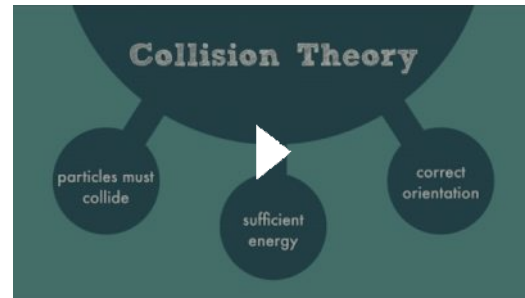 Collision Theory
particles must
collide
sufficient
energy
correct
orientation